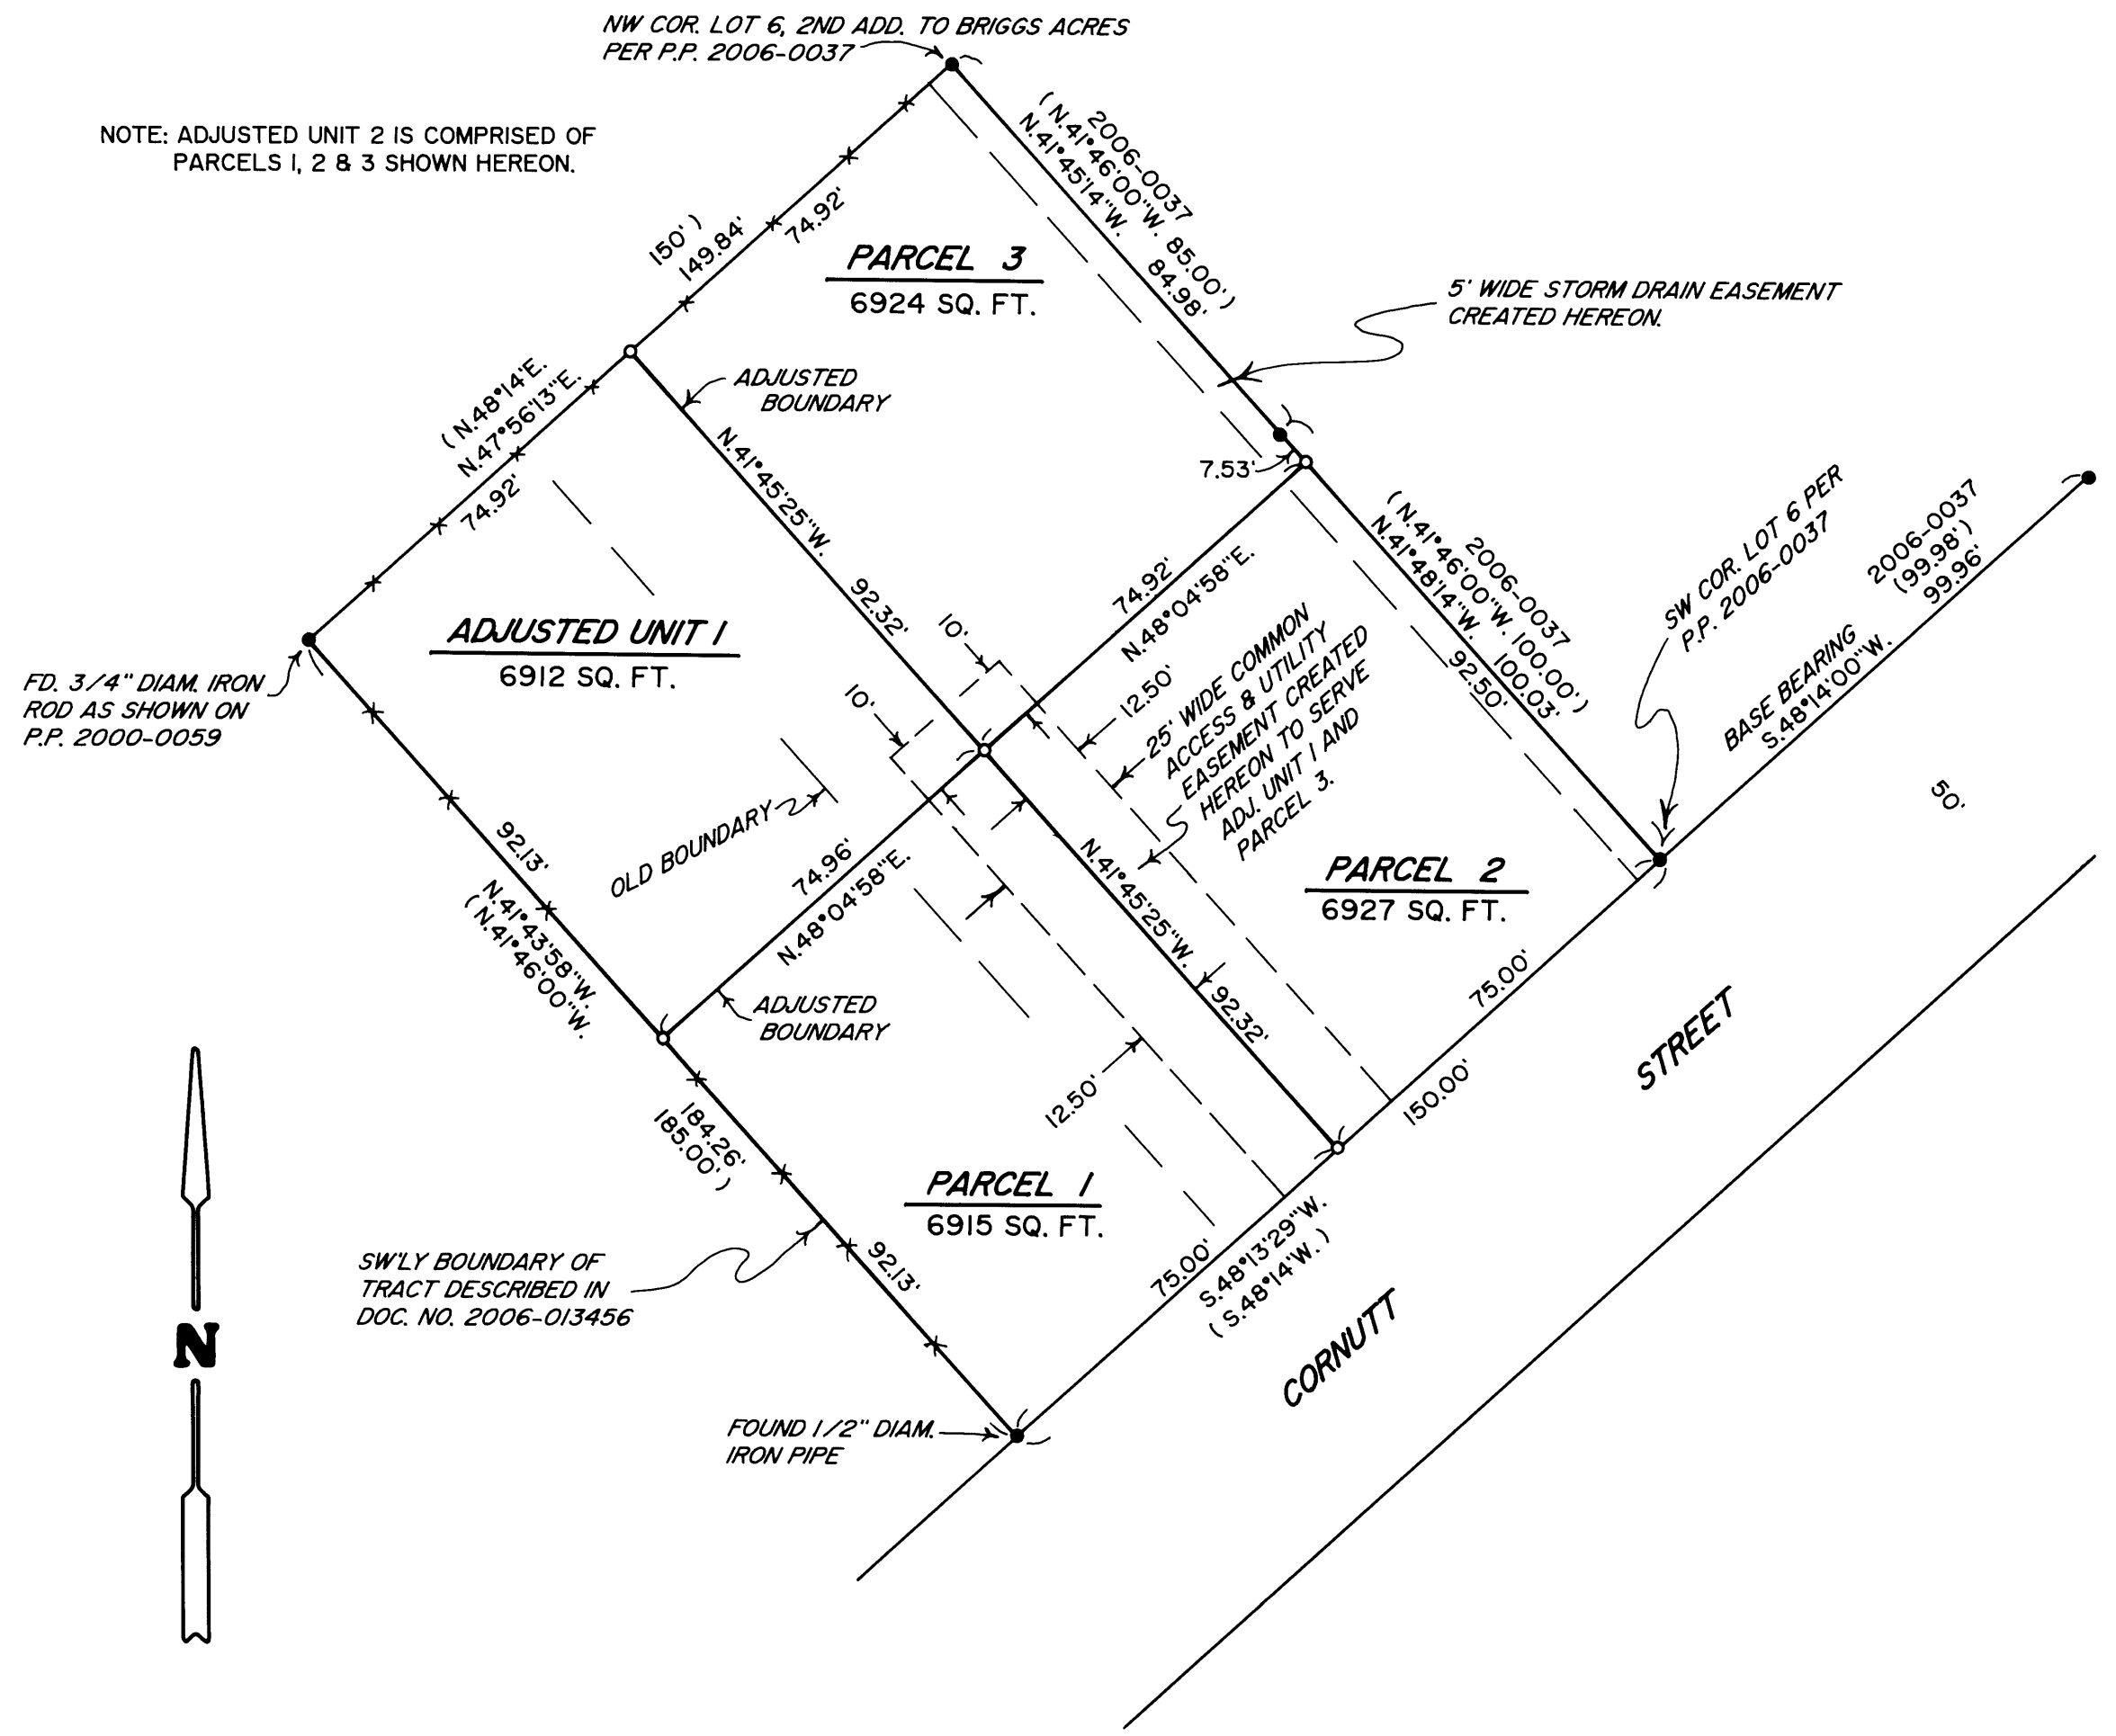 NW COR. LOT 6, 2ND ADD. TO BRIGGS ACRES
PER P.P. 2006-0037
NOTE: ADJUSTED UNIT 2 IS COMPRISED OF
PARCELS 1, 2 & 3 SHOWN HEREON.
2006-0037
(N.41°46'00"W. 85.00')
N.41°45'14"W. 84.98'
150')
149.84'
74.92'
PARCEL 3
6924 SQ. FT.
5' WIDE STORM DRAIN EASEMENT
CREATED HEREON.
ADJUSTED
BOUNDARY
(N.48°14'E.
N.47°56'13"E.
74.92'
N.41°45'25"W. 92.32'
7.53'
2006-0037
(N.41°46'00"W. 100.00')
N.41°48'14"W. 100.03'
92.50'
SW COR. LOT 6 PER
P.P. 2006-0037
2006-0037
(99.98')
99.96'
BASE BEARING
S.48°14'00"W.
50'
74.92'
N.48°04'58"E.
ADJUSTED UNIT 1
6912 SQ. FT.
FD. 3/4" DIAM. IRON
ROD AS SHOWN ON
P.P. 2000-0059
10'
10'
12.50'
25' WIDE COMMON
ACCESS & UTILITY
EASEMENT CREATED
HEREON TO SERVE
ADJ. UNIT 1 AND
PARCEL 3.
OLD BOUNDARY
74.96'
N.48°04'58"E.
92.13'
N.41°43'58"W.
(N.41°46'00"W.
PARCEL 2
6927 SQ. FT.
N.41°45'25"W. 92.32'
75.00'
ADJUSTED
BOUNDARY
12.50'
150.00'
STREET
184.26'
185.00')
PARCEL 1
6915 SQ. FT.
92.13'
75.00'
S.48°13'29"W.
(S.48°14'W.)
SW'LY BOUNDARY OF
TRACT DESCRIBED IN
DOC. NO. 2006-013456
N
CORNUTT
FOUND 1/2" DIAM.
IRON PIPE